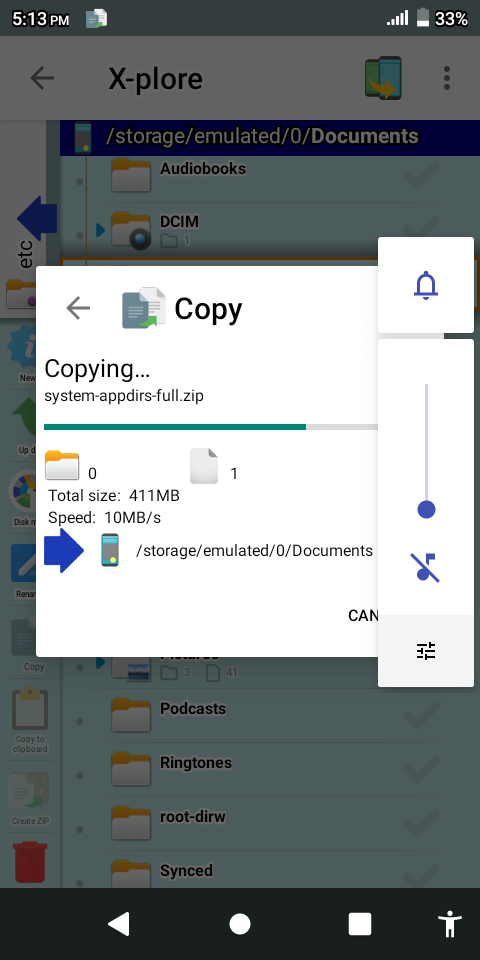 5:13 PM
33%
X-plore
/storage/emulated/0/Documents
Audiobooks
DCIM
1
etc
Copy
Copying…
system-appdirs-full.zip
0
1
Total size: 411MB
Speed: 10MB/s
/storage/emulated/0/Documents
CAN
New
Up d
Disk m
Renam
Copy
Copy to
clipboard
Create ZIP
Pictures
3
41
Podcasts
Ringtones
root-dirw
Synced